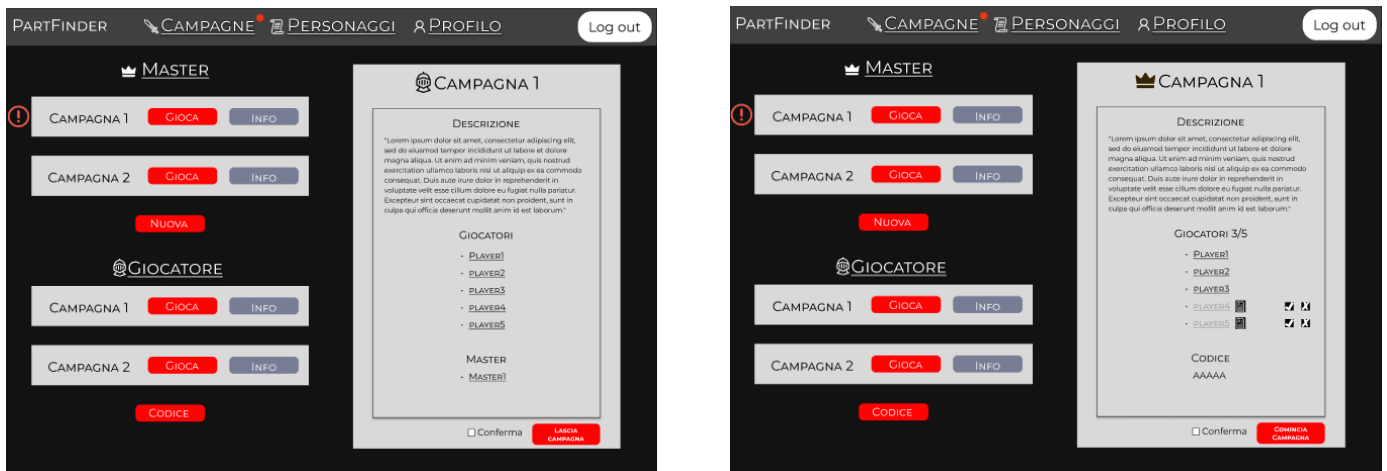 PartFinder Campagne Personaggi Profilo Log out
Master
Campagna 1 Gioca Info
Campagna 2 Gioca Info
Nuova
Giocatore
Campagna 1 Gioca Info
Campagna 2 Gioca Info
Codice
Campagna 1
Descrizione
"Lorem ipsum dolor sit amet, consectetur adipiscing elit,
sed do eiusmod tempor incididunt ut labore et dolore
magna aliqua. Ut enim ad minim veniam, quis nostrud
exercitation ullamco laboris nisi ut aliquip ex ea commodo
consequat. Duis aute irure dolor in reprehenderit in
voluptate velit esse cillum dolore eu fugiat nulla pariatur.
Excepteur sint occaecat cupidatat non proident, sunt in
culpa qui officia deserunt mollit anim id est laborum."
Giocatori
- Player1
- player2
- player3
- player4
- player5
Master
- Master1
Conferma Lascia
campagna
PartFinder Campagne Personaggi Profilo Log out
Master
Campagna 1 Gioca Info
Campagna 2 Gioca Info
Nuova
Giocatore
Campagna 1 Gioca Info
Campagna 2 Gioca Info
Codice
Campagna 1
Descrizione
"Lorem ipsum dolor sit amet, consectetur adipiscing elit,
sed do eiusmod tempor incididunt ut labore et dolore
magna aliqua. Ut enim ad minim veniam, quis nostrud
exercitation ullamco laboris nisi ut aliquip ex ea commodo
consequat. Duis aute irure dolor in reprehenderit in
voluptate velit esse cillum dolore eu fugiat nulla pariatur.
Excepteur sint occaecat cupidatat non proident, sunt in
culpa qui officia deserunt mollit anim id est laborum."
Giocatori 3/5
- Player1
- player2
- player3
- player4
- player5
Codice
AAAAA
Conferma Comincia
Campagna